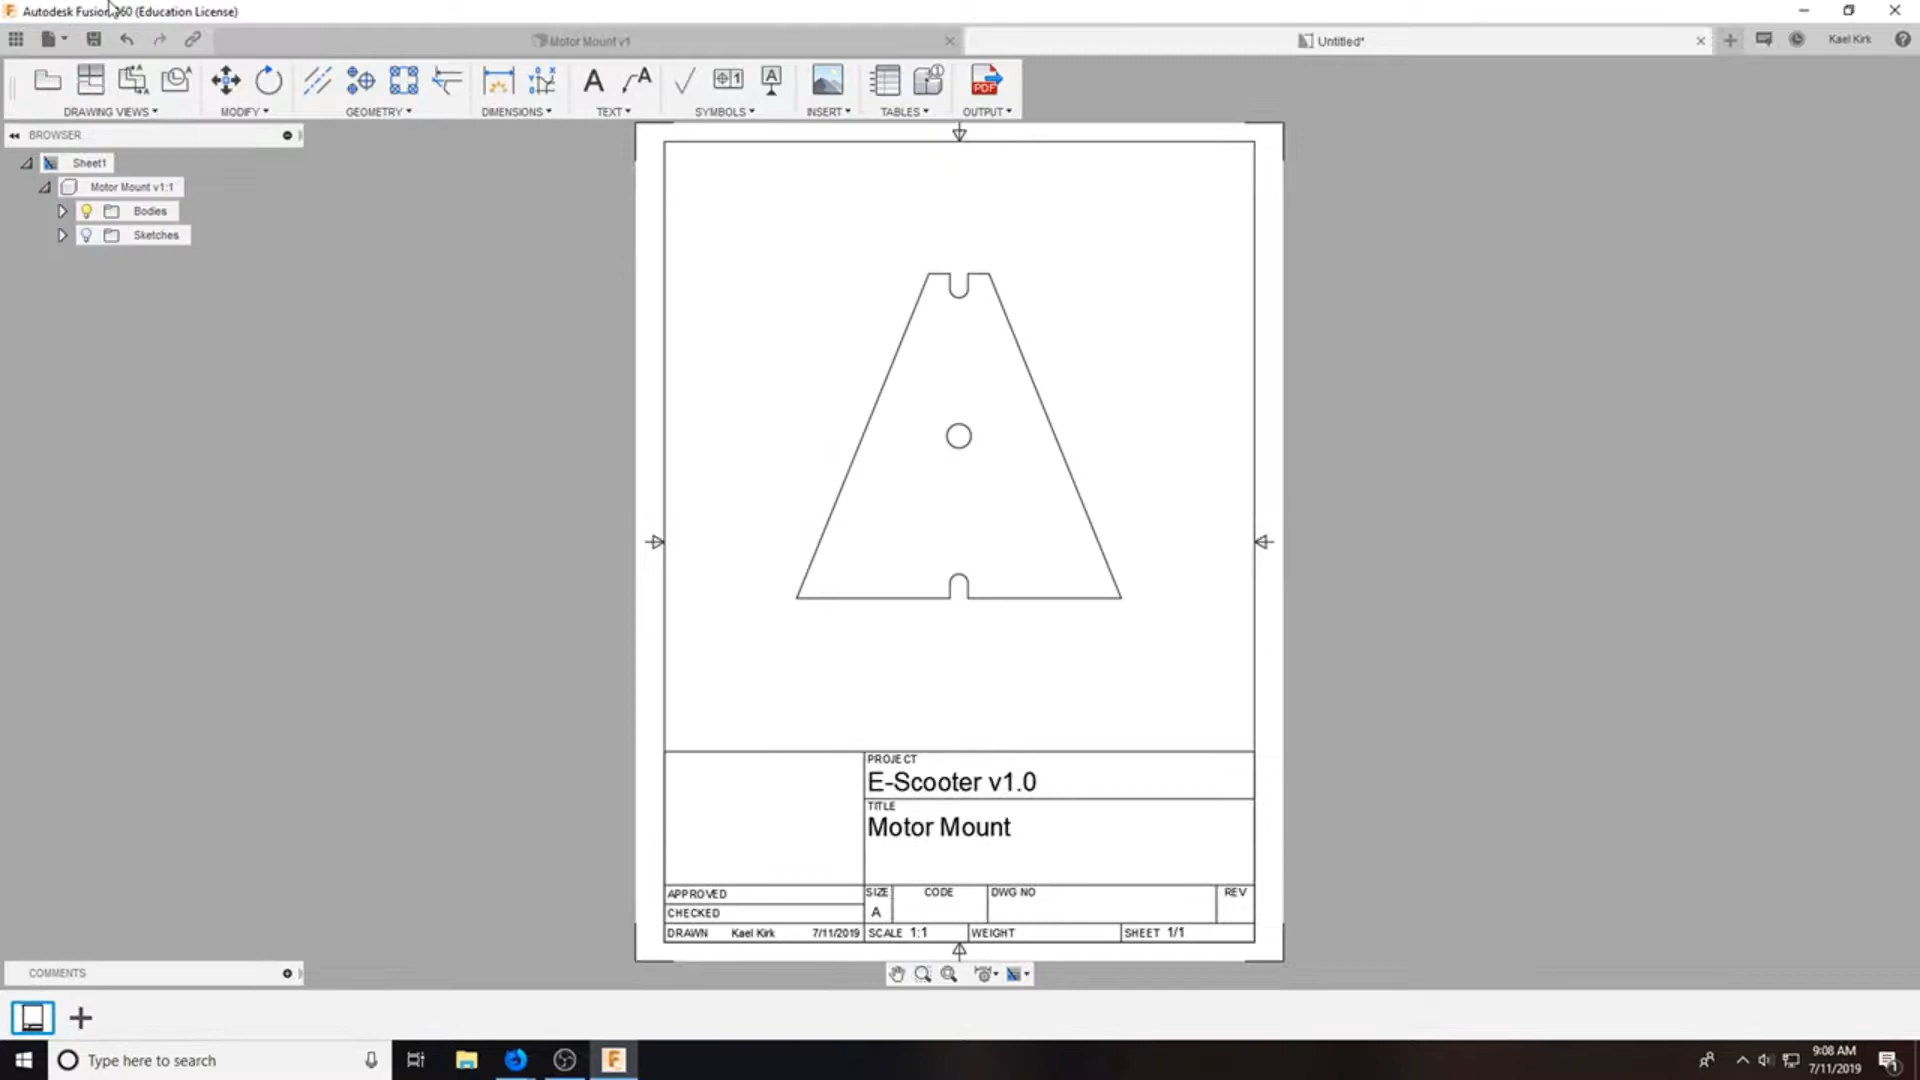 Autodesk Fusion 360 (Education License)
Motor Mount v1
Untitled*
Kael Kirk
DRAWING VIEWS
MODIFY
GEOMETRY
DIMENSIONS
TEXT
SYMBOLS
INSERT
TABLES
OUTPUT
PDF
BROWSER
Sheet1
Motor Mount v1:1
Bodies
Sketches
PROJECT
E-Scooter v1.0
TITLE
Motor Mount
APPROVED
CHECKED
DRAWN Kael Kirk 7/11/2019
SIZE
A
CODE
DWG NO
REV
SCALE 1:1
WEIGHT
SHEET 1/1
COMMENTS
Type here to search
9:08 AM
7/11/2019